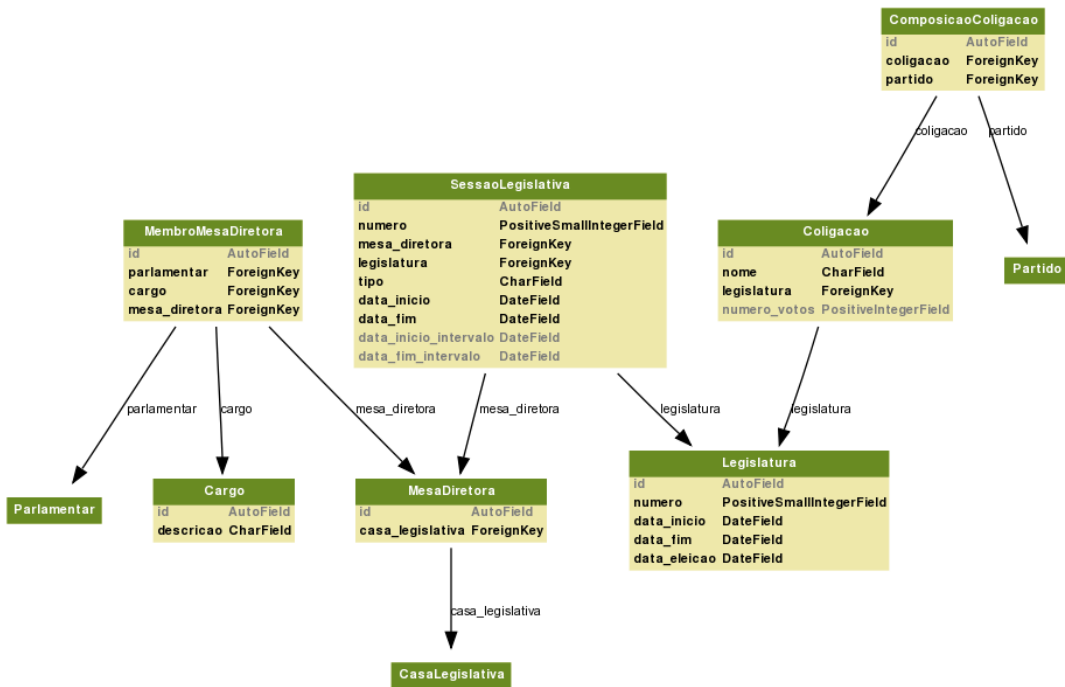 ComposicaoColigacao
id AutoField
coligacao ForeignKey
partido ForeignKey
coligacao
partido
SessaoLegislativa
id AutoField
numero PositiveSmallIntegerField
mesa_diretora ForeignKey
legislatura ForeignKey
tipo CharField
data_inicio DateField
data_fim DateField
data_inicio_intervalo DateField
data_fim_intervalo DateField
MembroMesaDiretora
id AutoField
parlamentar ForeignKey
cargo ForeignKey
mesa_diretora ForeignKey
Coligacao
id AutoField
nome CharField
legislatura ForeignKey
numero_votos PositiveIntegerField
Partido
parlamentar
cargo
mesa_diretora
mesa_diretora
legislatura
legislatura
Parlamentar
Cargo
id AutoField
descricao CharField
MesaDiretora
id AutoField
casa_legislativa ForeignKey
Legislatura
id AutoField
numero PositiveSmallIntegerField
data_inicio DateField
data_fim DateField
data_eleicao DateField
casa_legislativa
CasaLegislativa